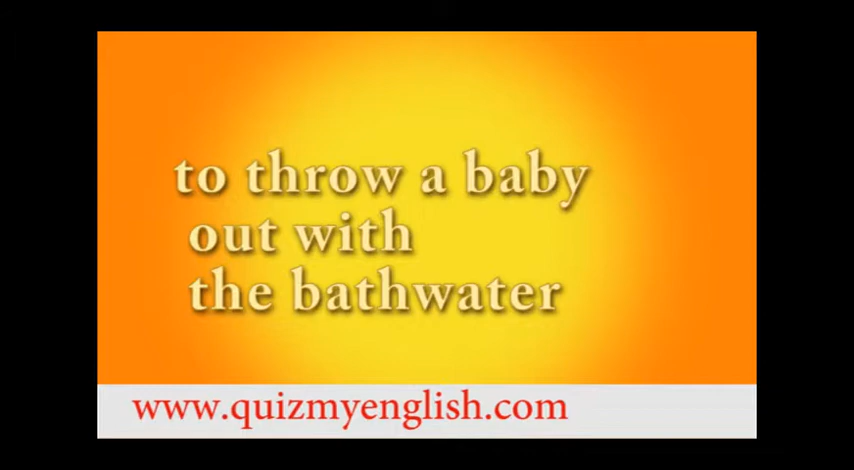 to throw a baby
out with
the bathwater
www.quizmyenglish.com